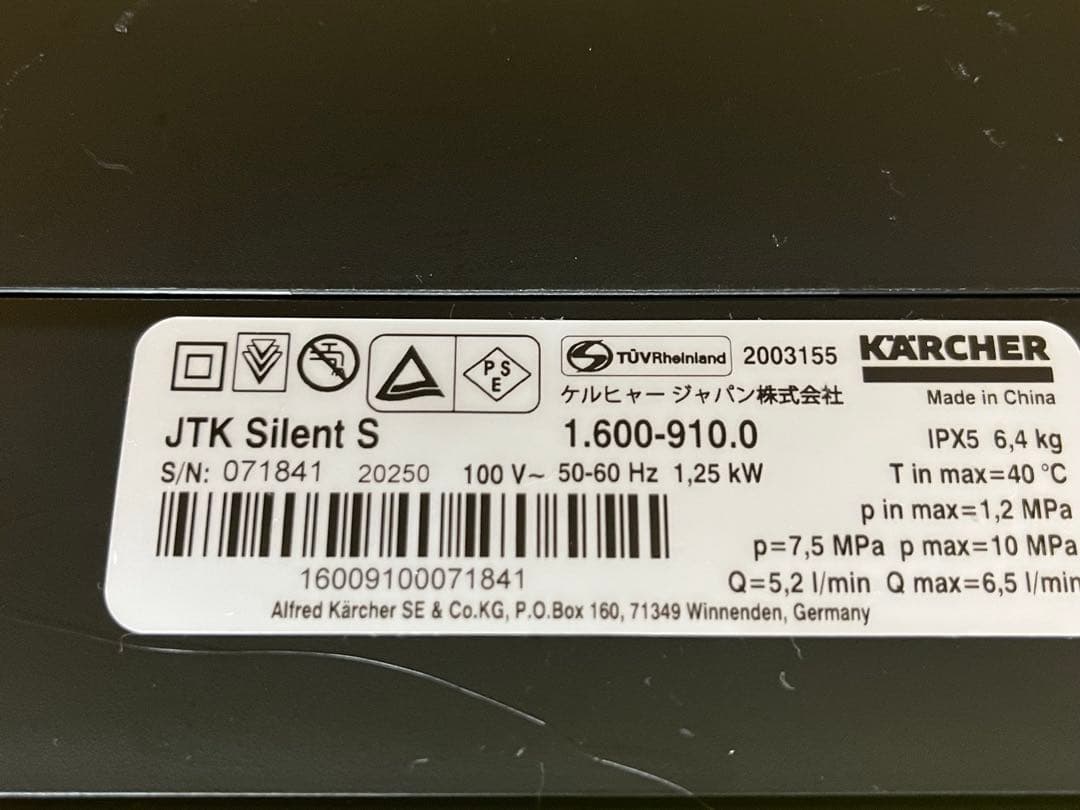 PSE TÜVRheinland 2003155 KÄRCHER
ケルヒャー ジャパン株式会社 Made in China
JTK Silent S 1.600-910.0 IPX5 6,4 kg
S/N: 071841 20250 100 V~ 50-60 Hz 1,25 kW T in max=40 °C
p in max=1,2 MPa
p=7,5 MPa p max=10 MPa
16009100071841 Q=5,2 l/min Q max=6,5 l/min
Alfred Kärcher SE & Co.KG, P.O.Box 160, 71349 Winnenden, Germany